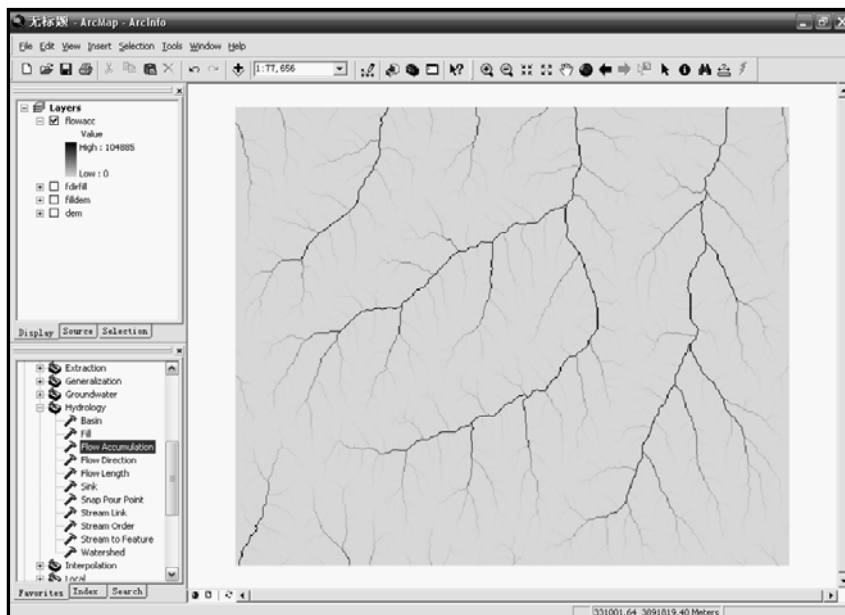 无标题 - ArcMap - ArcInfo
File Edit View Insert Selection Tools Window Help
1:77,656
Layers
flowacc
Value
High : 104885
Low : 0
fdirfill
filldem
dem
Display Source Selection
Extraction
Generalization
Groundwater
Hydrology
Basin
Fill
Flow Accumulation
Flow Direction
Flow Length
Sink
Snap Pour Point
Stream Link
Stream Order
Stream to Feature
Watershed
Interpolation
Local
Favorites Index Search
331001.64 3891819.40 Meters